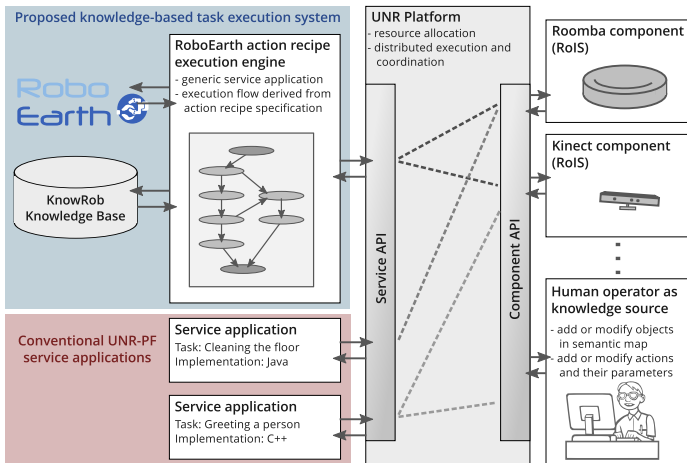 Proposed knowledge-based task execution system
Robo
Earth
KnowRob
Knowledge Base
RoboEarth action recipe
execution engine
- generic service application
- execution flow derived from
action recipe specification
Conventional UNR-PF
service applications
Service application
Task: Cleaning the floor
Implementation: Java
Service application
Task: Greeting a person
Implementation: C++
UNR Platform
- resource allocation
- distributed execution and
coordination
Service API
Component API
Roomba component
(RoIS)
Kinect component
(RoIS)
Human operator as
knowledge source
- add or modify objects
in semantic map
- add or modify actions
and their parameters